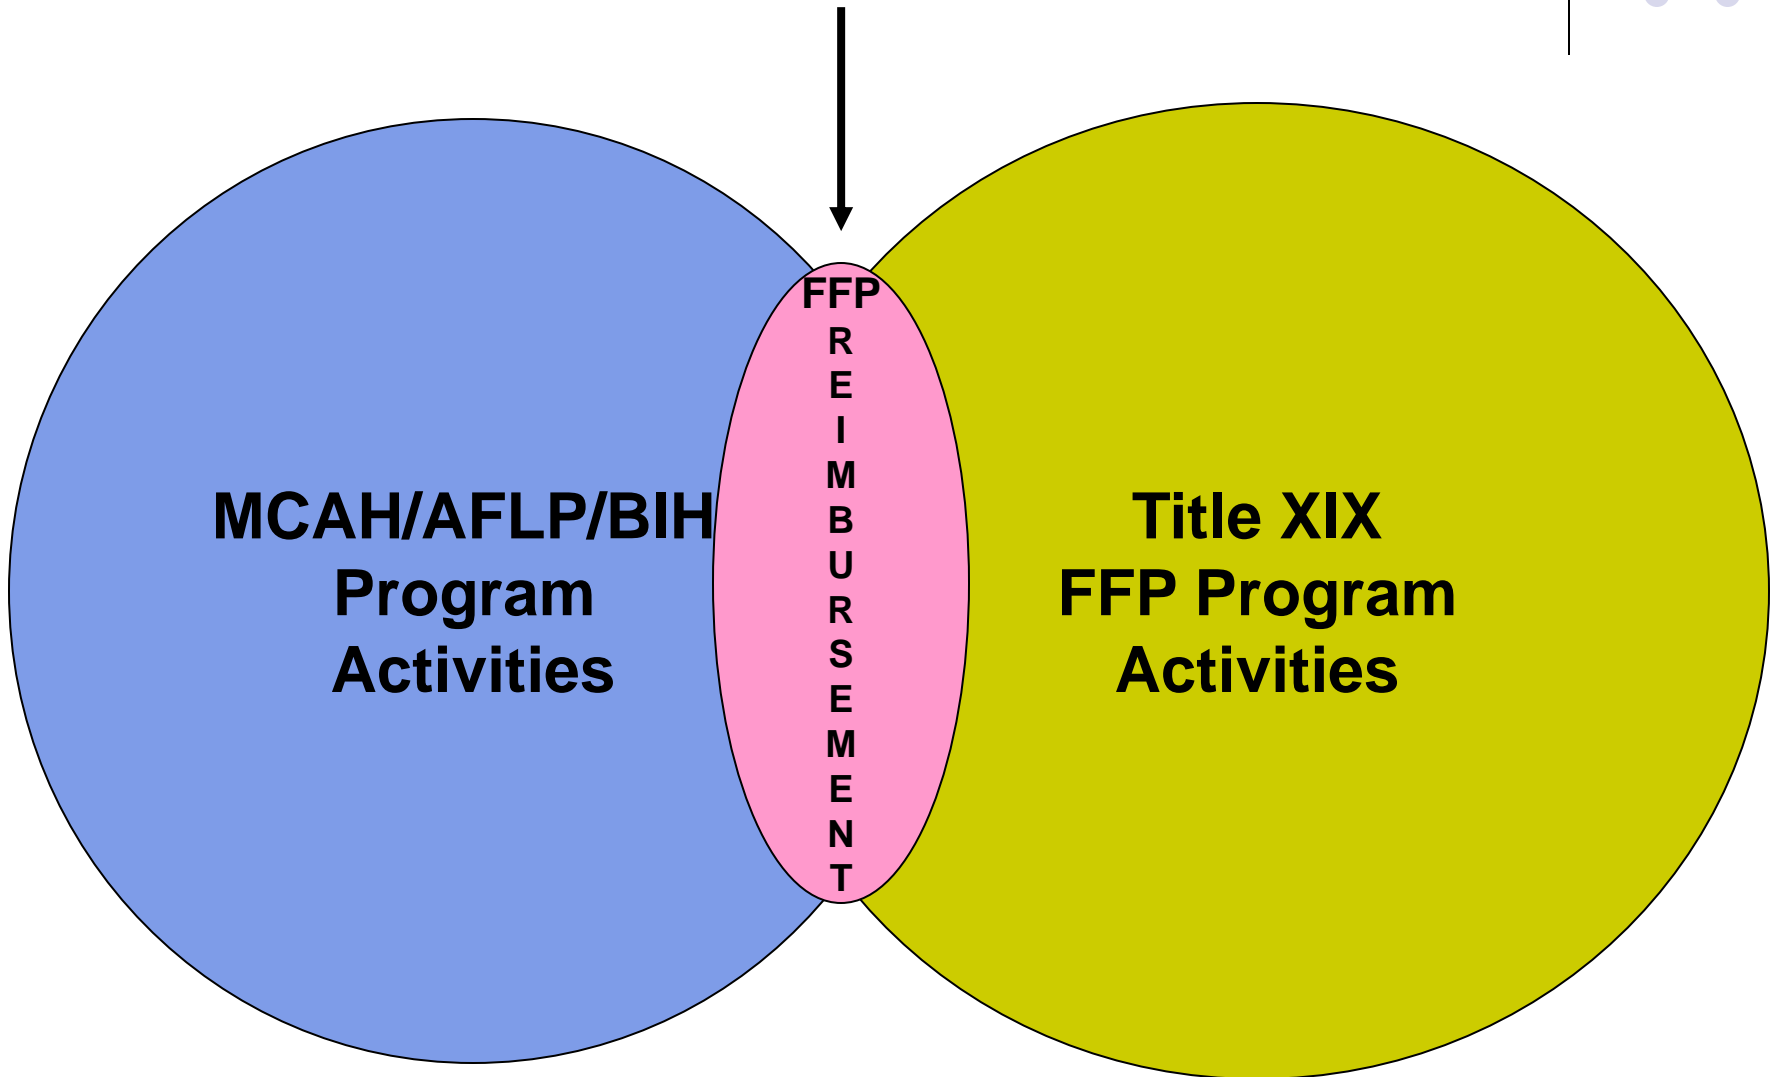 MCAH/AFLP/BIH
Program
Activities
FFP
R
E
I
M
B
U
R
S
E
M
E
N
T
Title XIX
FFP Program
Activities